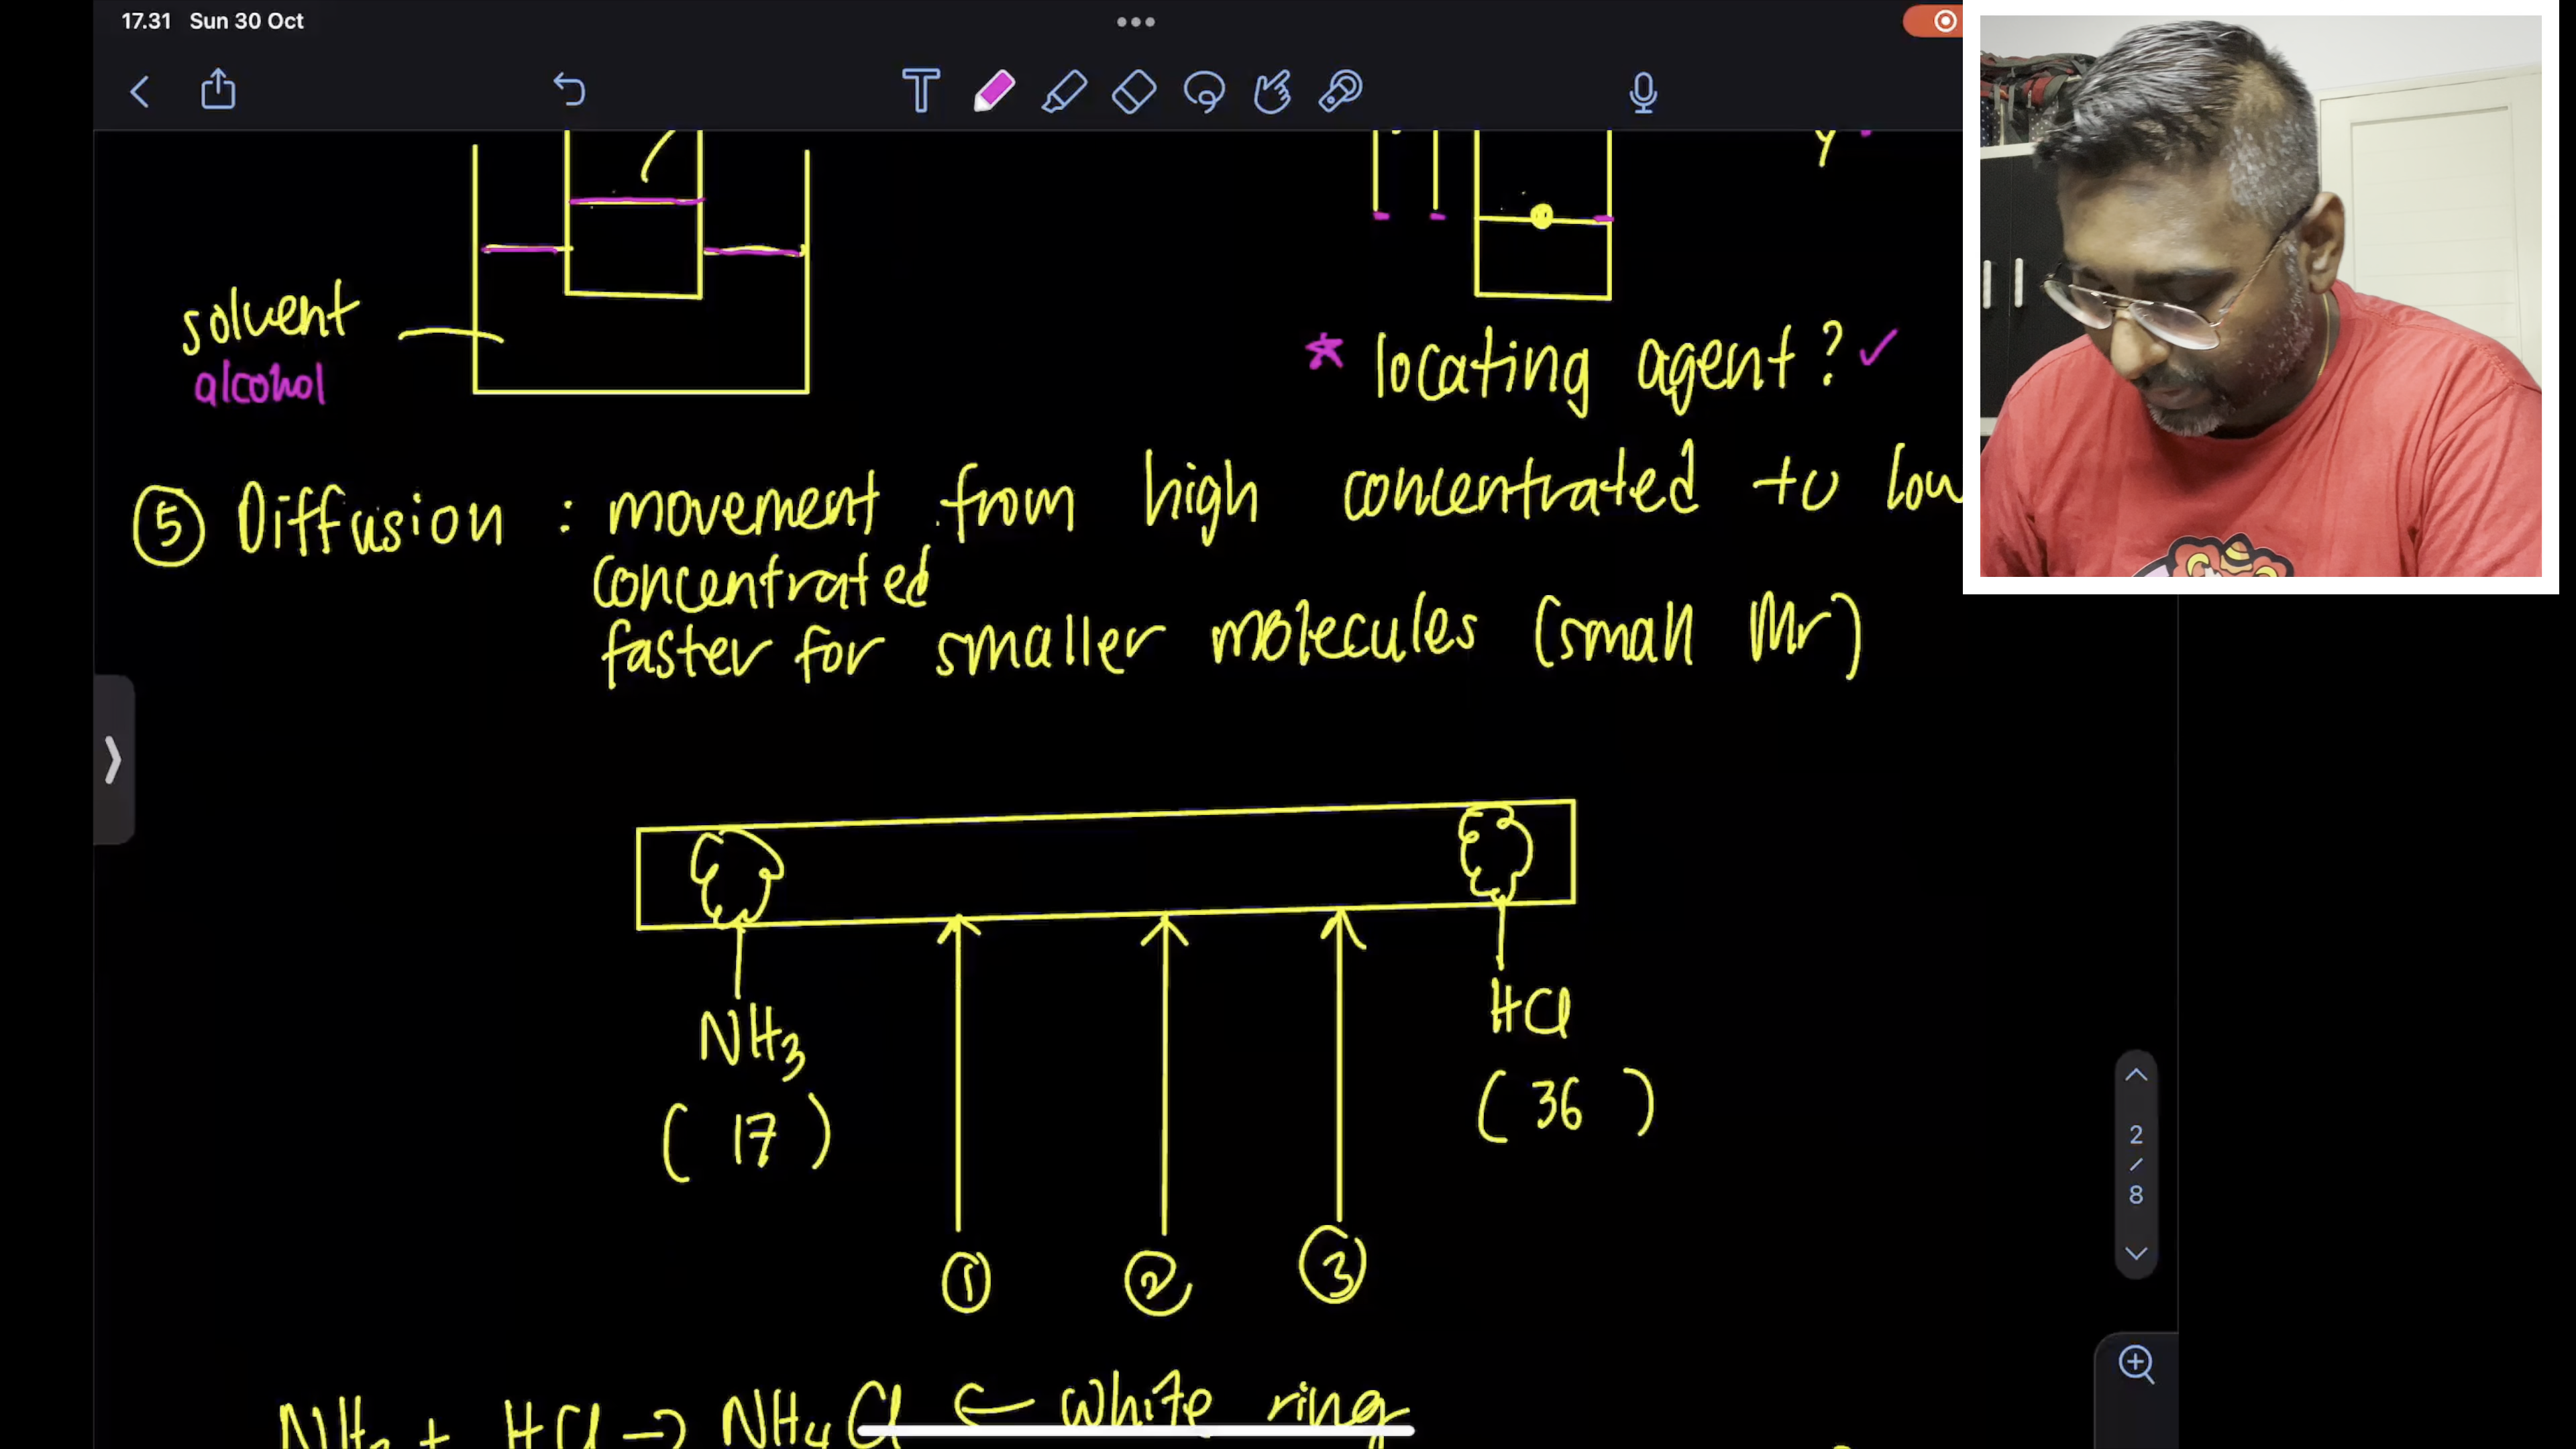 17.31 Sun 30 Oct
T
y
solvent
alcohol
* locating agent? ✓
⑤ Diffusion : movement from high concentrated to low
concentrated
faster for smaller molecules (small Mr)
NH₃
HCl
( 17 )
( 36 )
① ② ③
2
/
8
NH₃ + HCl → NH₄Cl ← white ring